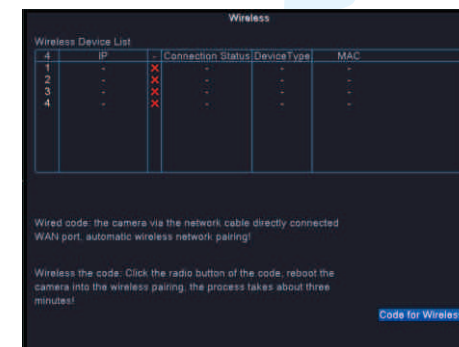 Wireless
Wireless Device List
4 IP - Connection Status DeviceType MAC
1 - × - - -
2 - × - - -
3 - × - - -
4 - × - - -
Wired code: the camera via the network cable directly connected
WAN port, automatic wireless network pairing!
Wireless the code: Click the radio button of the code, reboot the
camera into the wireless pairing, the process takes about three
minutes!
Code for Wireles